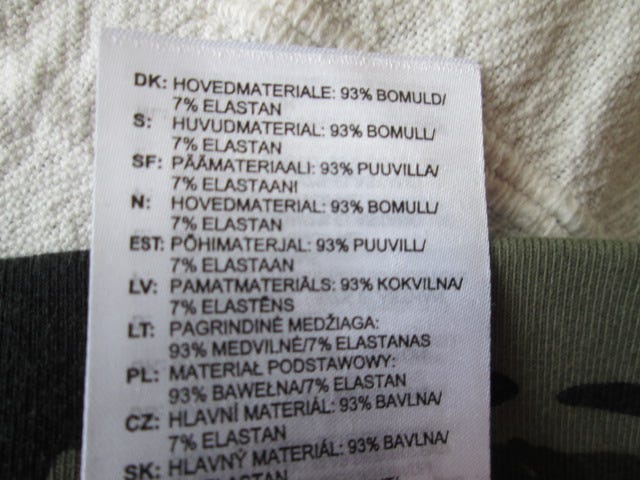 DK: HOVEDMATERIALE: 93% BOMULD/
7% ELASTAN
S: HUVUDMATERIAL: 93% BOMULL/
7% ELASTAN
SF: PÄÄMATERIAALI: 93% PUUVILLA/
7% ELASTAANI
N: HOVEDMATERIAL: 93% BOMULL/
7% ELASTAN
EST: PÕHIMATERJAL: 93% PUUVILL/
7% ELASTAAN
LV: PAMATMATERIĀLS: 93% KOKVILNA/
7% ELASTĒNS
LT: PAGRINDINĖ MEDŽIAGA:
93% MEDVILNĖ/7% ELASTANAS
PL: MATERIAŁ PODSTAWOWY:
93% BAWEŁNA/7% ELASTAN
CZ: HLAVNÍ MATERIÁL: 93% BAVLNA/
7% ELASTAN
SK: HLAVNÝ MATERIÁL: 93% BAVLNA/
7% ELASTAN